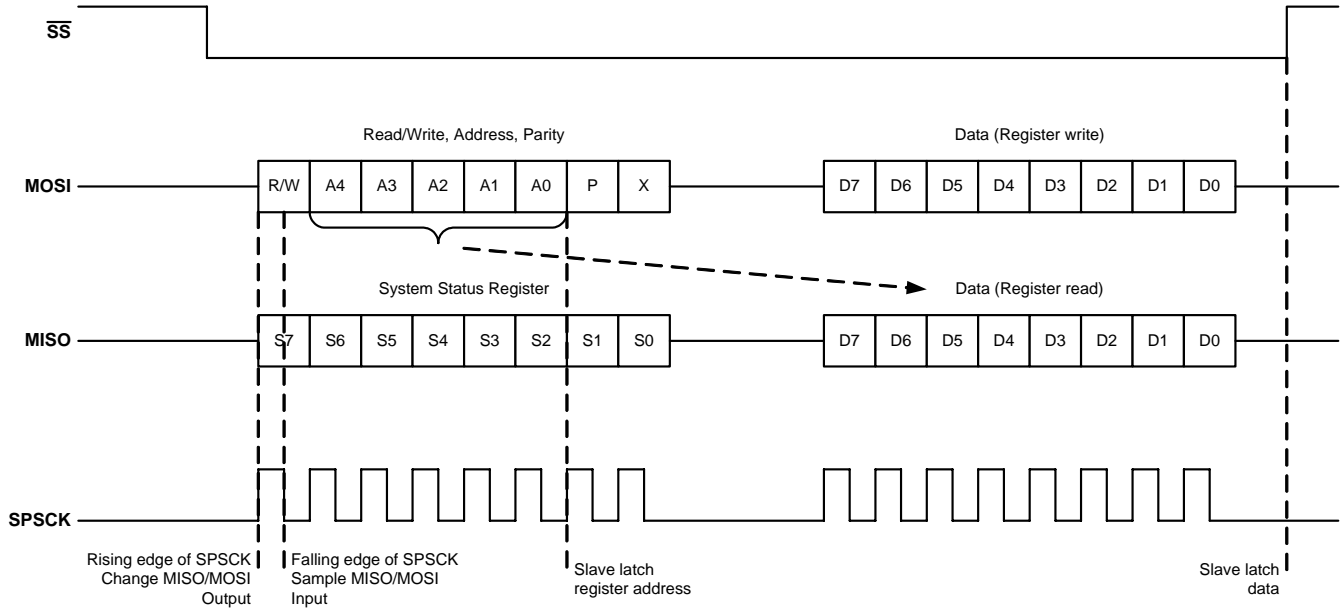 SS
Read/Write, Address, Parity
Data (Register write)
MOSI
R/W A4 A3 A2 A1 A0 P X
D7 D6 D5 D4 D3 D2 D1 D0
System Status Register
Data (Register read)
MISO
S7 S6 S5 S4 S3 S2 S1 S0
D7 D6 D5 D4 D3 D2 D1 D0
SPSCK
Rising edge of SPSCK
Change MISO/MOSI
Output
Falling edge of SPSCK
Sample MISO/MOSI
Input
Slave latch
register address
Slave latch
data